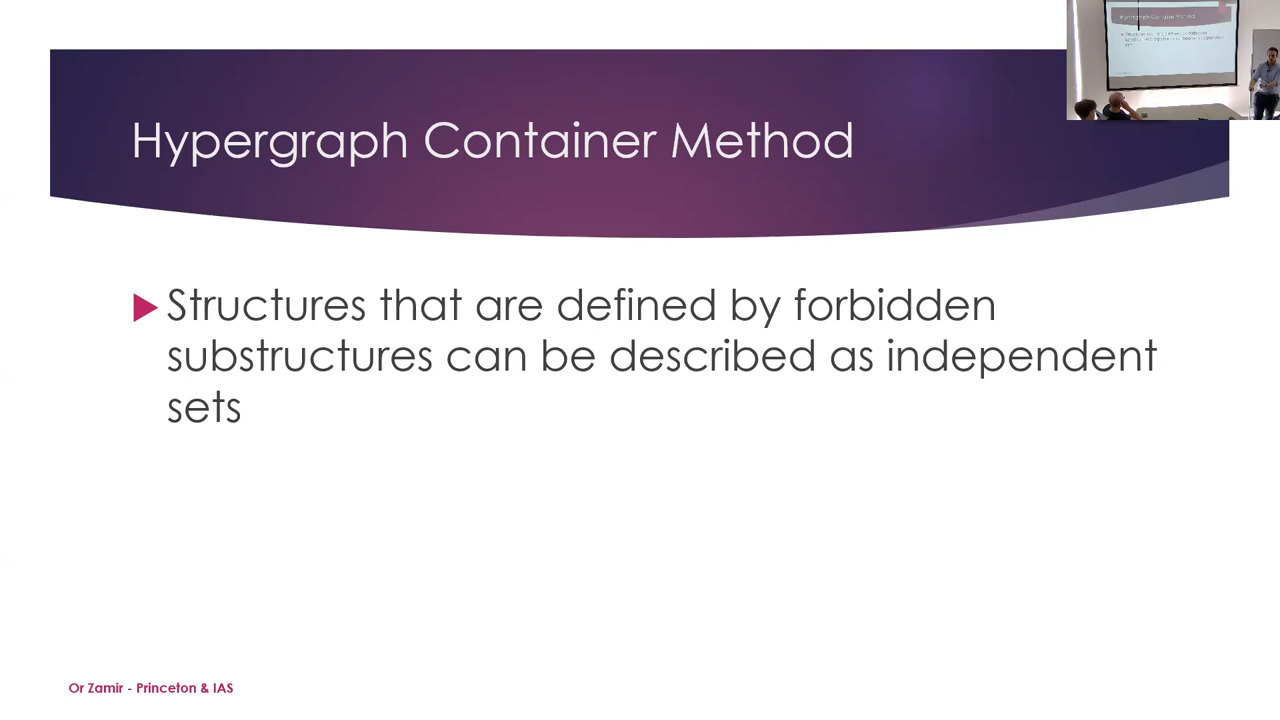 Hypergraph Container Method
Structures that are defined by forbidden
substructures can be described as independent
sets
Or Zamir - Princeton & IAS